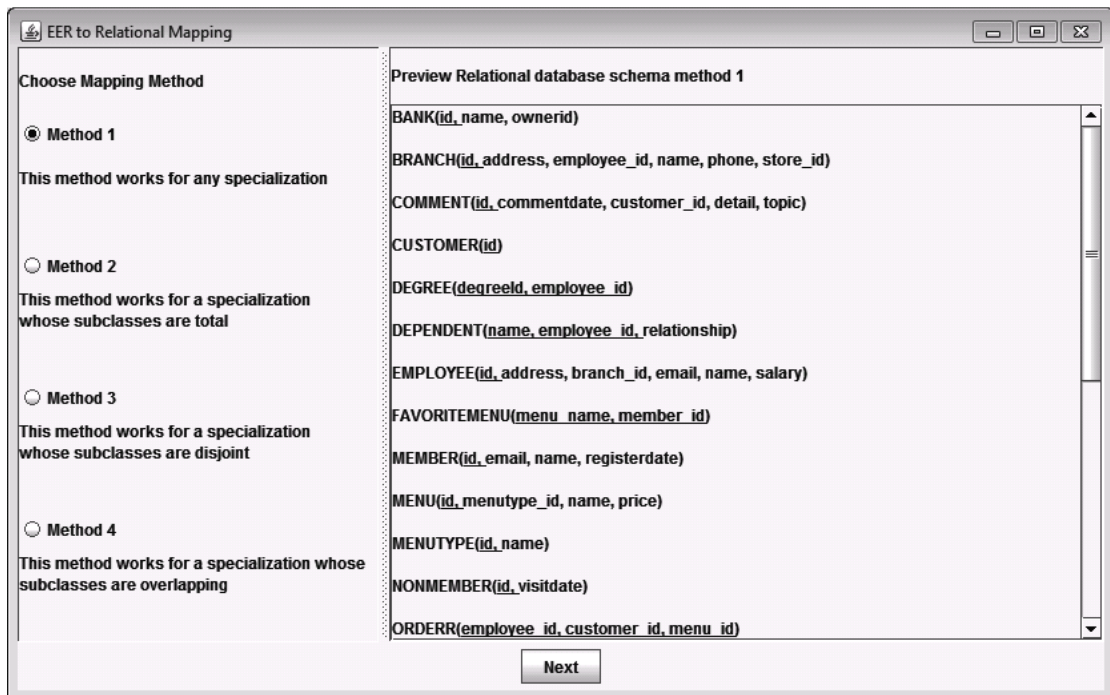 EER to Relational Mapping
Choose Mapping Method
Method 1
This method works for any specialization
Method 2
This method works for a specialization
whose subclasses are total
Method 3
This method works for a specialization
whose subclasses are disjoint
Method 4
This method works for a specialization whose
subclasses are overlapping
Preview Relational database schema method 1
BANK(id, name, ownerid)
BRANCH(id, address, employee_id, name, phone, store_id)
COMMENT(id, commentdate, customer_id, detail, topic)
CUSTOMER(id)
DEGREE(degreeId, employee_id)
DEPENDENT(name, employee_id, relationship)
EMPLOYEE(id, address, branch_id, email, name, salary)
FAVORITEMENU(menu_name, member_id)
MEMBER(id, email, name, registerdate)
MENU(id, menutype_id, name, price)
MENUTYPE(id, name)
NONMEMBER(id, visitdate)
ORDERR(employee_id, customer_id, menu_id)
Next